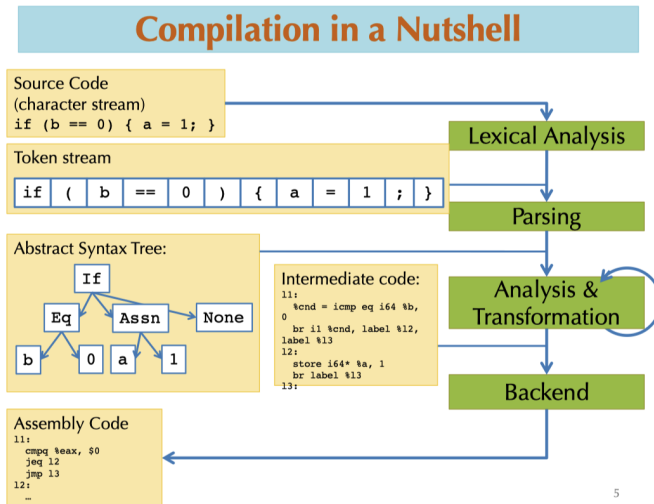 Compilation in a Nutshell
Source Code
(character stream)
if (b == 0) { a = 1; }
Lexical Analysis
Token stream
if ( b == 0 ) { a = 1 ; }
Parsing
Abstract Syntax Tree:
If
Eq Assn None
b 0 a 1
Intermediate code:
l1:
%cnd = icmp eq i64 %b,
0
br i1 %cnd, label %l2,
label %l3
l2:
store i64* %a, 1
br label %l3
l3:
Analysis &
Transformation
Backend
Assembly Code
l1:
cmpq %eax, $0
jeq l2
jmp l3
l2:
…
5